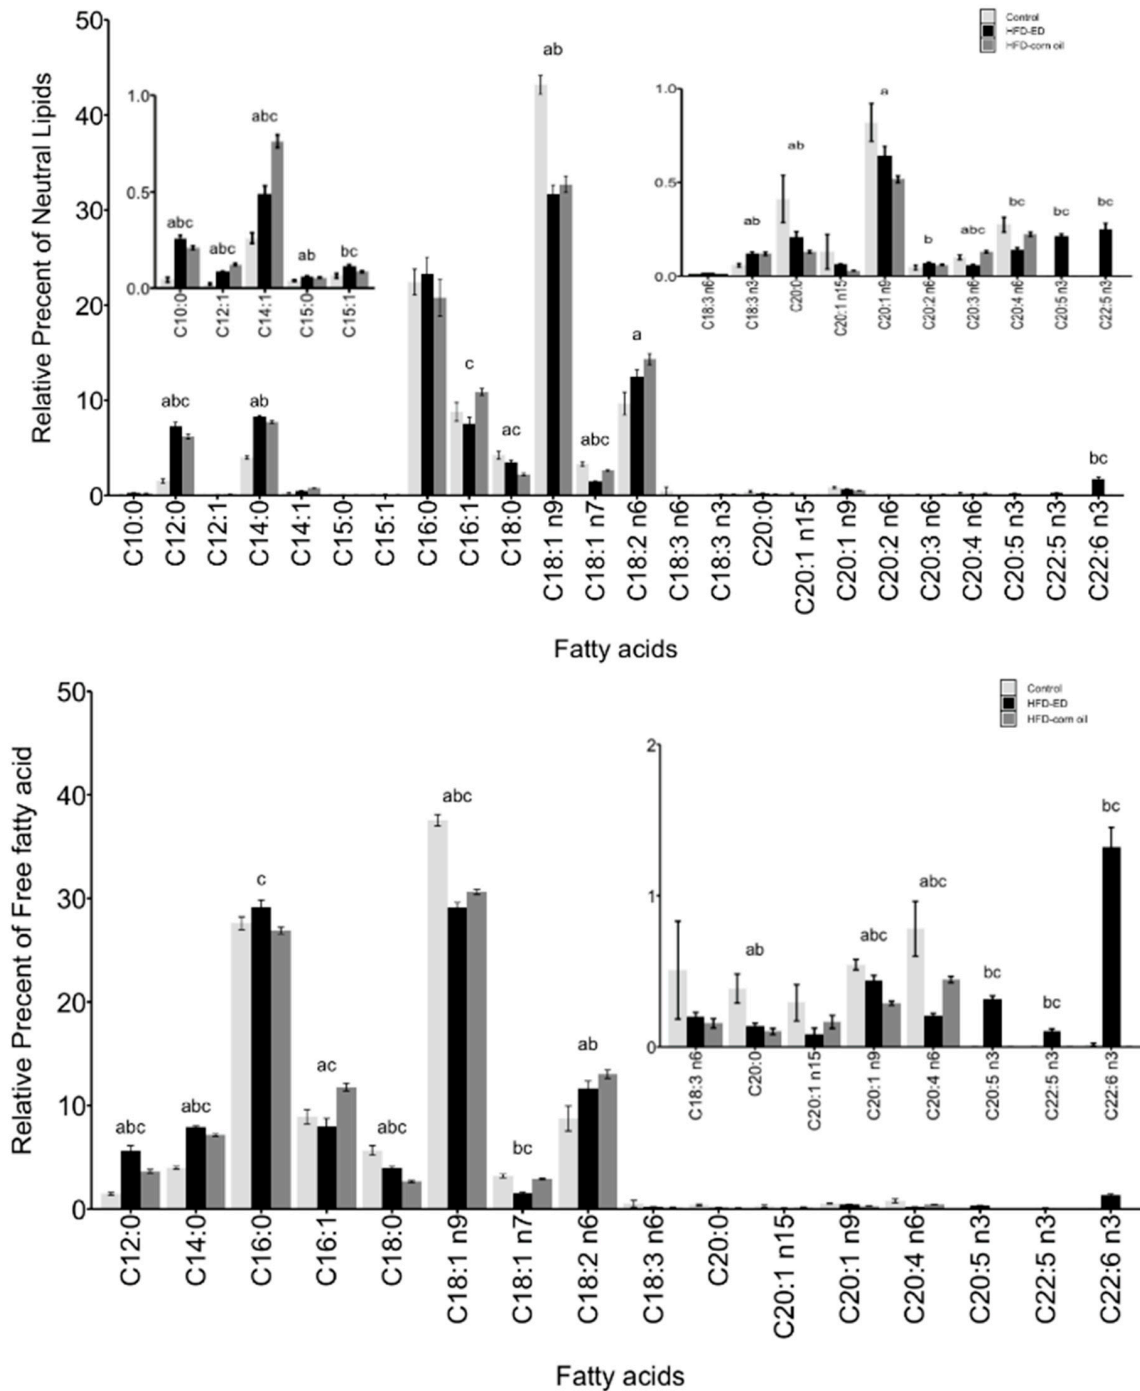 Relative Precent of Neutral Lipids
50
40
30
20
10
0
Control
HFD-ED
HFD-corn oil
1.0
0.5
0.0
abc
abc
abc
ab
bc
C10:0
C12:1
C14:1
C15:0
C15:1
1.0
0.5
0.0
ab
ab
a
b
abc
bc
bc
bc
C18:3 n6
C18:3 n3
C20:0
C20:1 n15
C20:1 n9
C20:2 n6
C20:3 n6
C20:4 n6
C20:5 n3
C22:5 n3
abc
ab
c
ac
ab
abc
a
bc
C10:0
C12:0
C12:1
C14:0
C14:1
C15:0
C15:1
C16:0
C16:1
C18:0
C18:1 n9
C18:1 n7
C18:2 n6
C18:3 n6
C18:3 n3
C20:0
C20:1 n15
C20:1 n9
C20:2 n6
C20:3 n6
C20:4 n6
C20:5 n3
C22:5 n3
C22:6 n3
Fatty acids
Relative Precent of Free fatty acid
50
40
30
20
10
0
Control
HFD-ED
HFD-corn oil
2
1
0
ab
abc
abc
bc
bc
bc
C18:3 n6
C20:0
C20:1 n15
C20:1 n9
C20:4 n6
C20:5 n3
C22:5 n3
C22:6 n3
abc
abc
c
ac
abc
abc
bc
ab
C12:0
C14:0
C16:0
C16:1
C18:0
C18:1 n9
C18:1 n7
C18:2 n6
C18:3 n6
C20:0
C20:1 n15
C20:1 n9
C20:4 n6
C20:5 n3
C22:5 n3
C22:6 n3
Fatty acids